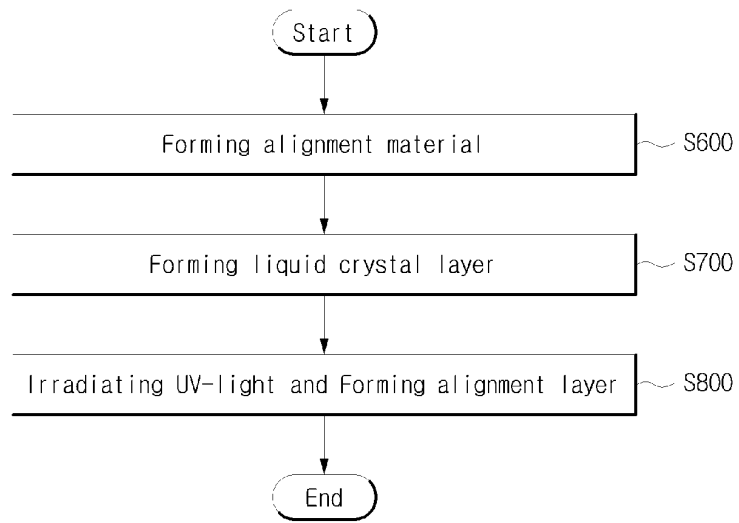 Start
Forming alignment material
S600
Forming liquid crystal layer
S700
Irradiating UV-light and Forming alignment layer
S800
End